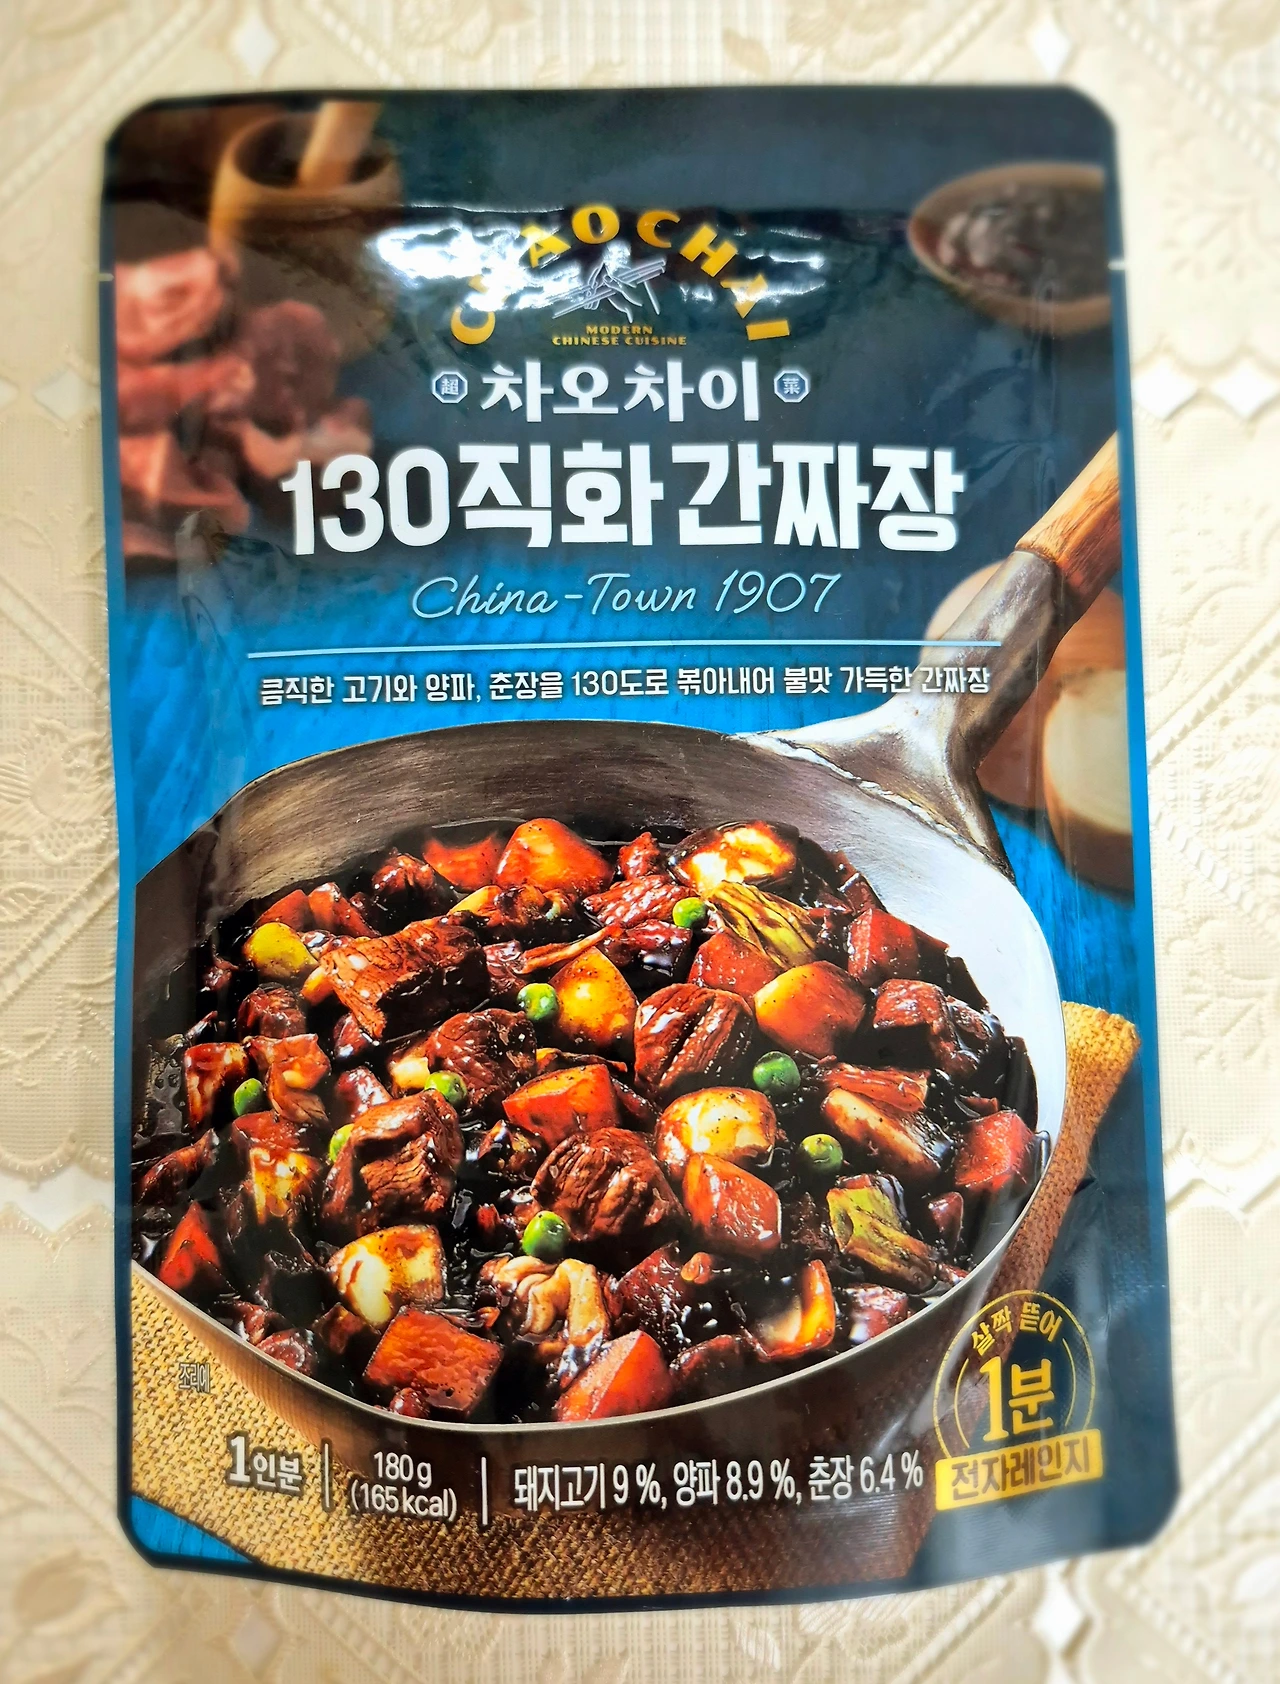 CHAOCHAI
MODERN
CHINESE CUISINE
超 차오차이 菜
130직화 간짜장
China-Town 1907
큼직한 고기와 양파, 춘장을 130도로 볶아내어 불맛 가득한 간짜장
조리예
살짝 뜯어
1분
전자레인지
1인분 | 180g | 돼지고기 9 %, 양파 8.9 %, 춘장 6.4 %
(165kcal)